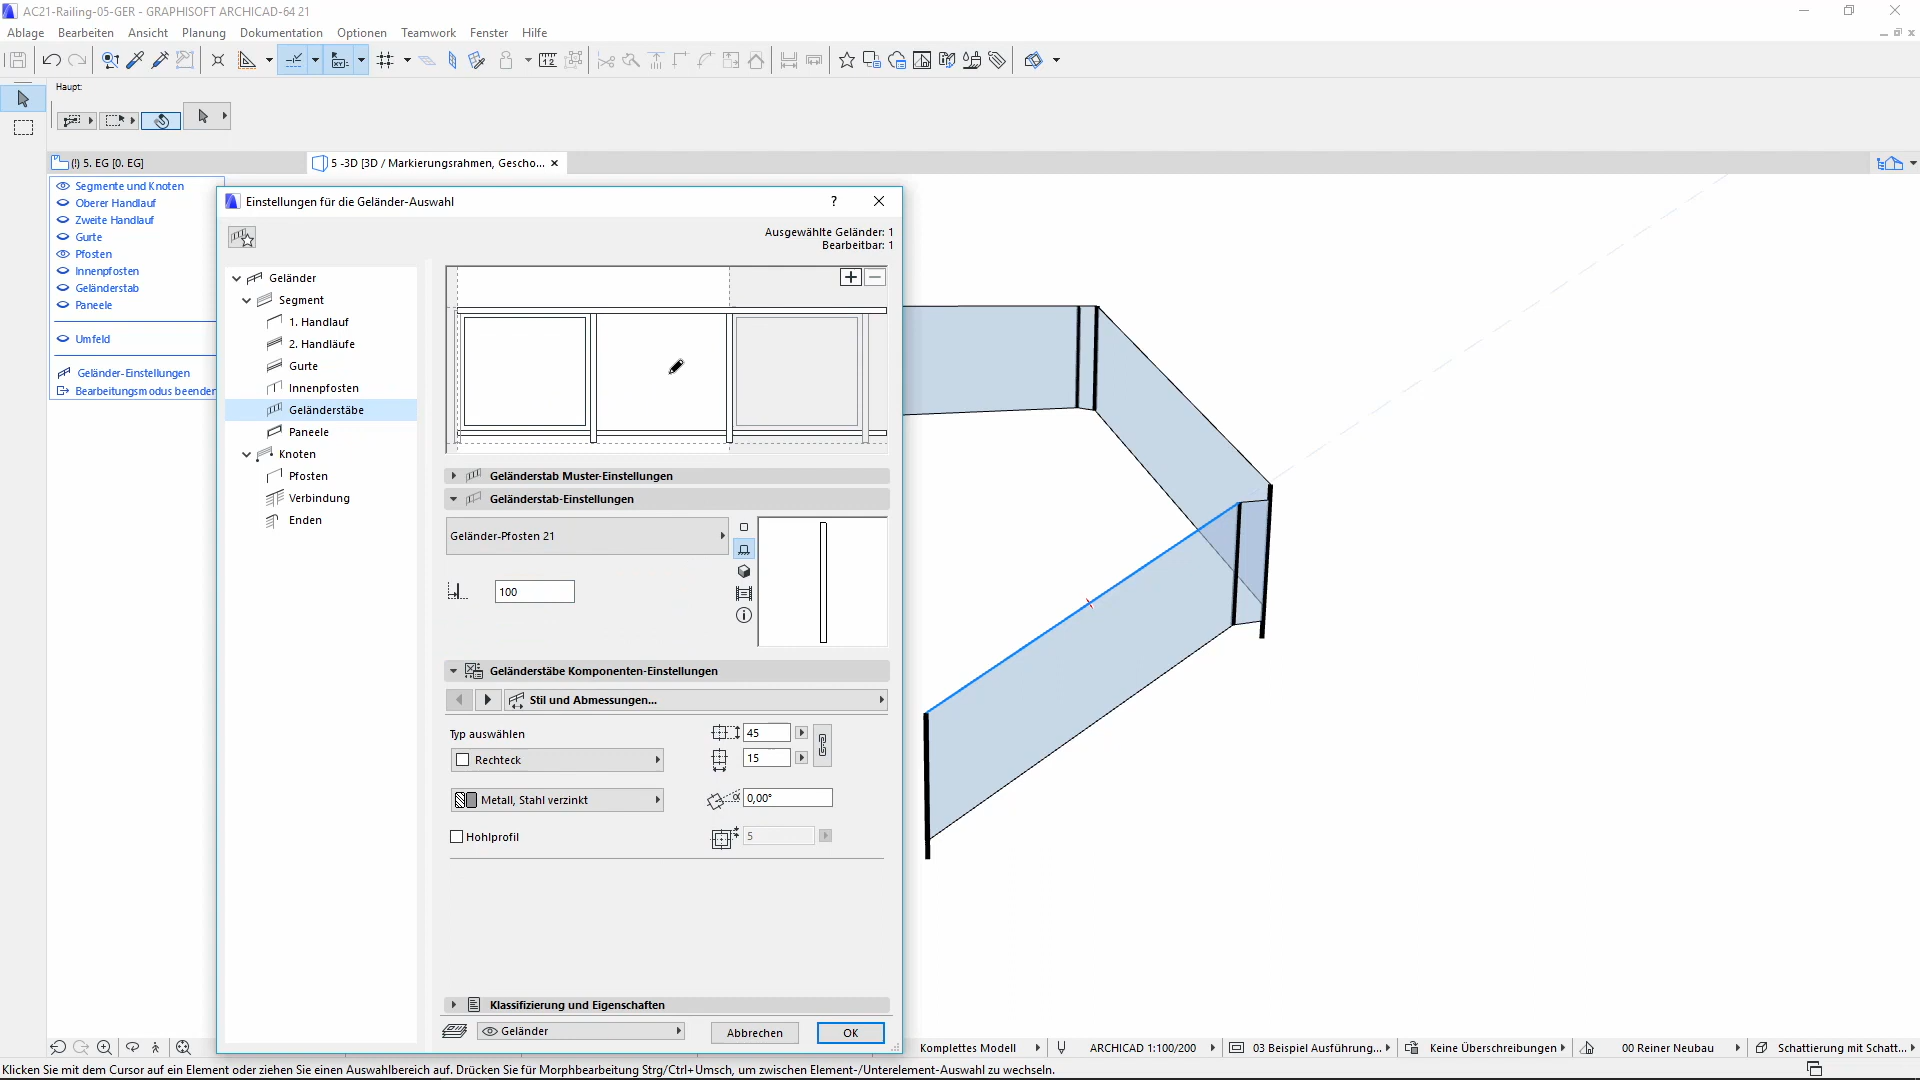 AC21-Railing-05-GER - GRAPHISOFT ARCHICAD-64 21
Ablage Bearbeiten Ansicht Planung Dokumentation Optionen Teamwork Fenster Hilfe
Haupt:
(!) 5. EG [0. EG]
5 -3D [3D / Markierungsrahmen, Gescho...
Segmente und Knoten
Oberer Handlauf
Zweite Handlauf
Gurte
Pfosten
Innenpfosten
Geländerstab
Paneele
Umfeld
Geländer-Einstellungen
Bearbeitungsmodus beenden
Einstellungen für die Geländer-Auswahl
?
Ausgewählte Geländer: 1
Bearbeitbar: 1
Geländer
Segment
1. Handlauf
2. Handläufe
Gurte
Innenpfosten
Geländerstäbe
Paneele
Knoten
Pfosten
Verbindung
Enden
Geländerstab Muster-Einstellungen
Geländerstab-Einstellungen
Geländer-Pfosten 21
100
Geländerstäbe Komponenten-Einstellungen
Stil und Abmessungen...
Typ auswählen
45
15
Rechteck
Metall, Stahl verzinkt
α 0,00°
Hohlprofil
5
Klassifizierung und Eigenschaften
Geländer
Abbrechen
OK
Komplettes Modell
ARCHICAD 1:100/200
03 Beispiel Ausführung...
Keine Überschreibungen
00 Reiner Neubau
Schattierung mit Schatt...
Klicken Sie mit dem Cursor auf ein Element oder ziehen Sie einen Auswahlbereich auf. Drücken Sie für Morphbearbeitung Strg/Ctrl+Umsch, um zwischen Element-/Unterelement-Auswahl zu wechseln.